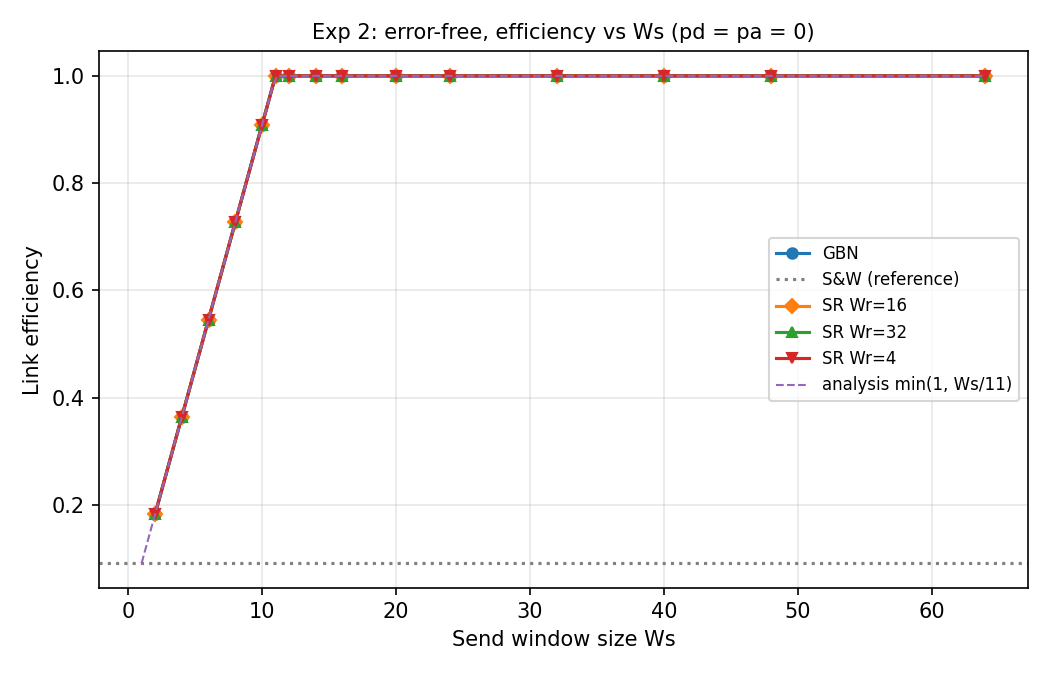 Exp 2: error-free, efficiency vs Ws (pd = pa = 0)
Link efficiency
1.0
0.8
0.6
0.4
0.2
GBN
S&W (reference)
SR Wr=16
SR Wr=32
SR Wr=4
analysis min(1, Ws/11)
0 10 20 30 40 50 60
Send window size Ws